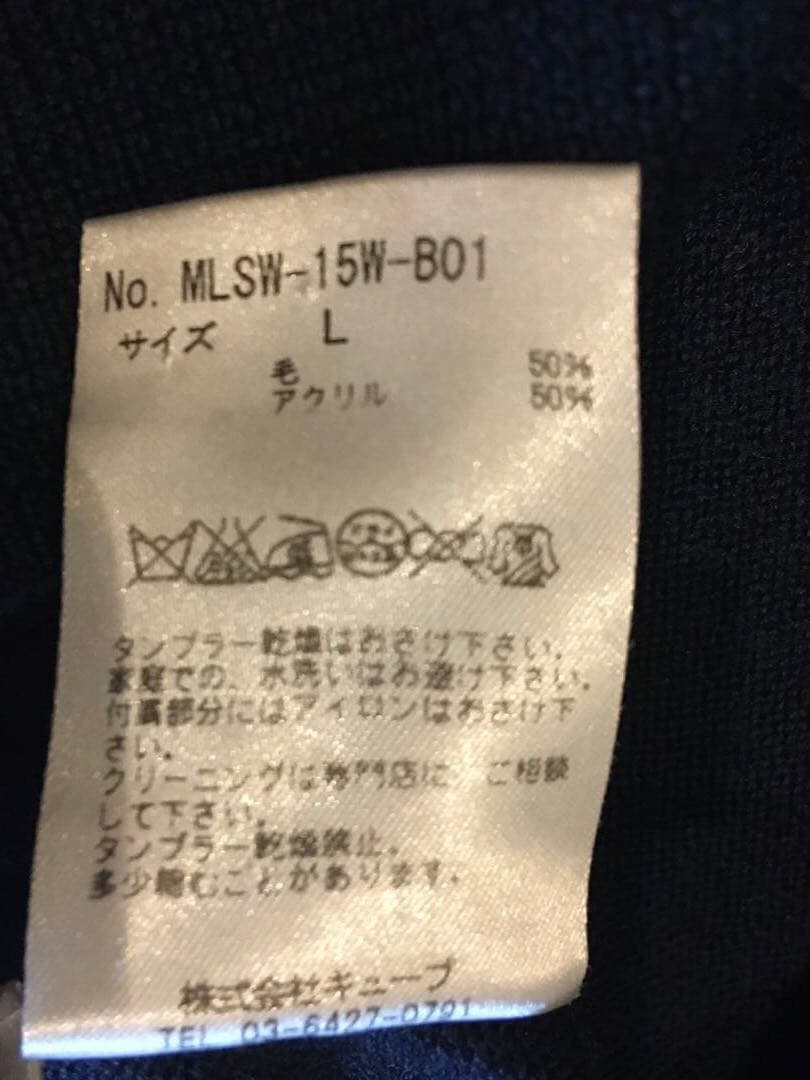 No. MLSW-15W-B01
サイズ L
毛 50%
アクリル 50%
タンブラー乾燥はおさけ下さい。
家庭での、水洗いはお避け下さい。
付属部分にはアイロンはおさけ下
さい。
クリーニングは専門店に ご相談
して下さい。
タンブラー乾燥禁止。
多少縮むことがあります。
株式会社キューブ
TEL 03-6427-0791